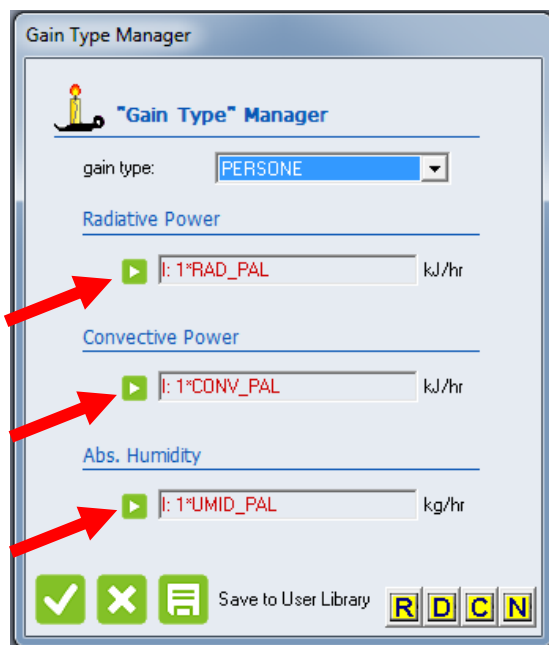 Gain Type Manager
"Gain Type" Manager
gain type: PERSONE
Radiative Power
I: 1*RAD_PAL kJ/hr
Convective Power
I: 1*CONV_PAL kJ/hr
Abs. Humidity
I: 1*UMID_PAL kg/hr
Save to User Library R D C N